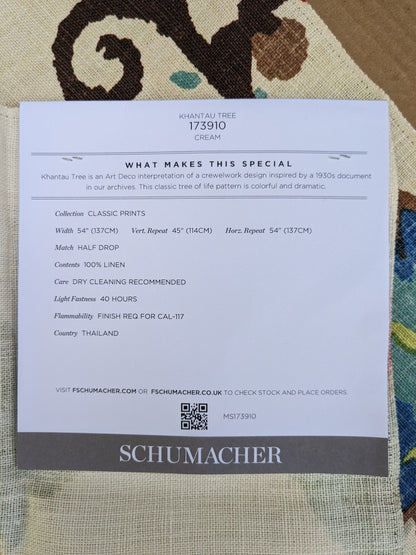 KHANTAU TREE
173910
CREAM
WHAT MAKES THIS SPECIAL
Khantau Tree is an Art Deco interpretation of a crewelwork design inspired by a 1930s document
in our archives. This classic tree of life pattern is colorful and dramatic.
Collection CLASSIC PRINTS
Width 54" (137CM) Vert. Repeat 45" (114CM) Horz. Repeat 54" (137CM)
Match HALF DROP
Contents 100% LINEN
Care DRY CLEANING RECOMMENDED
Light Fastness 40 HOURS
Flammability FINISH REQ FOR CAL-117
Country THAILAND
VISIT FSCHUMACHER.COM OR FSCHUMACHER.CO.UK TO CHECK STOCK AND PLACE ORDERS.
MS173910
SCHUMACHER